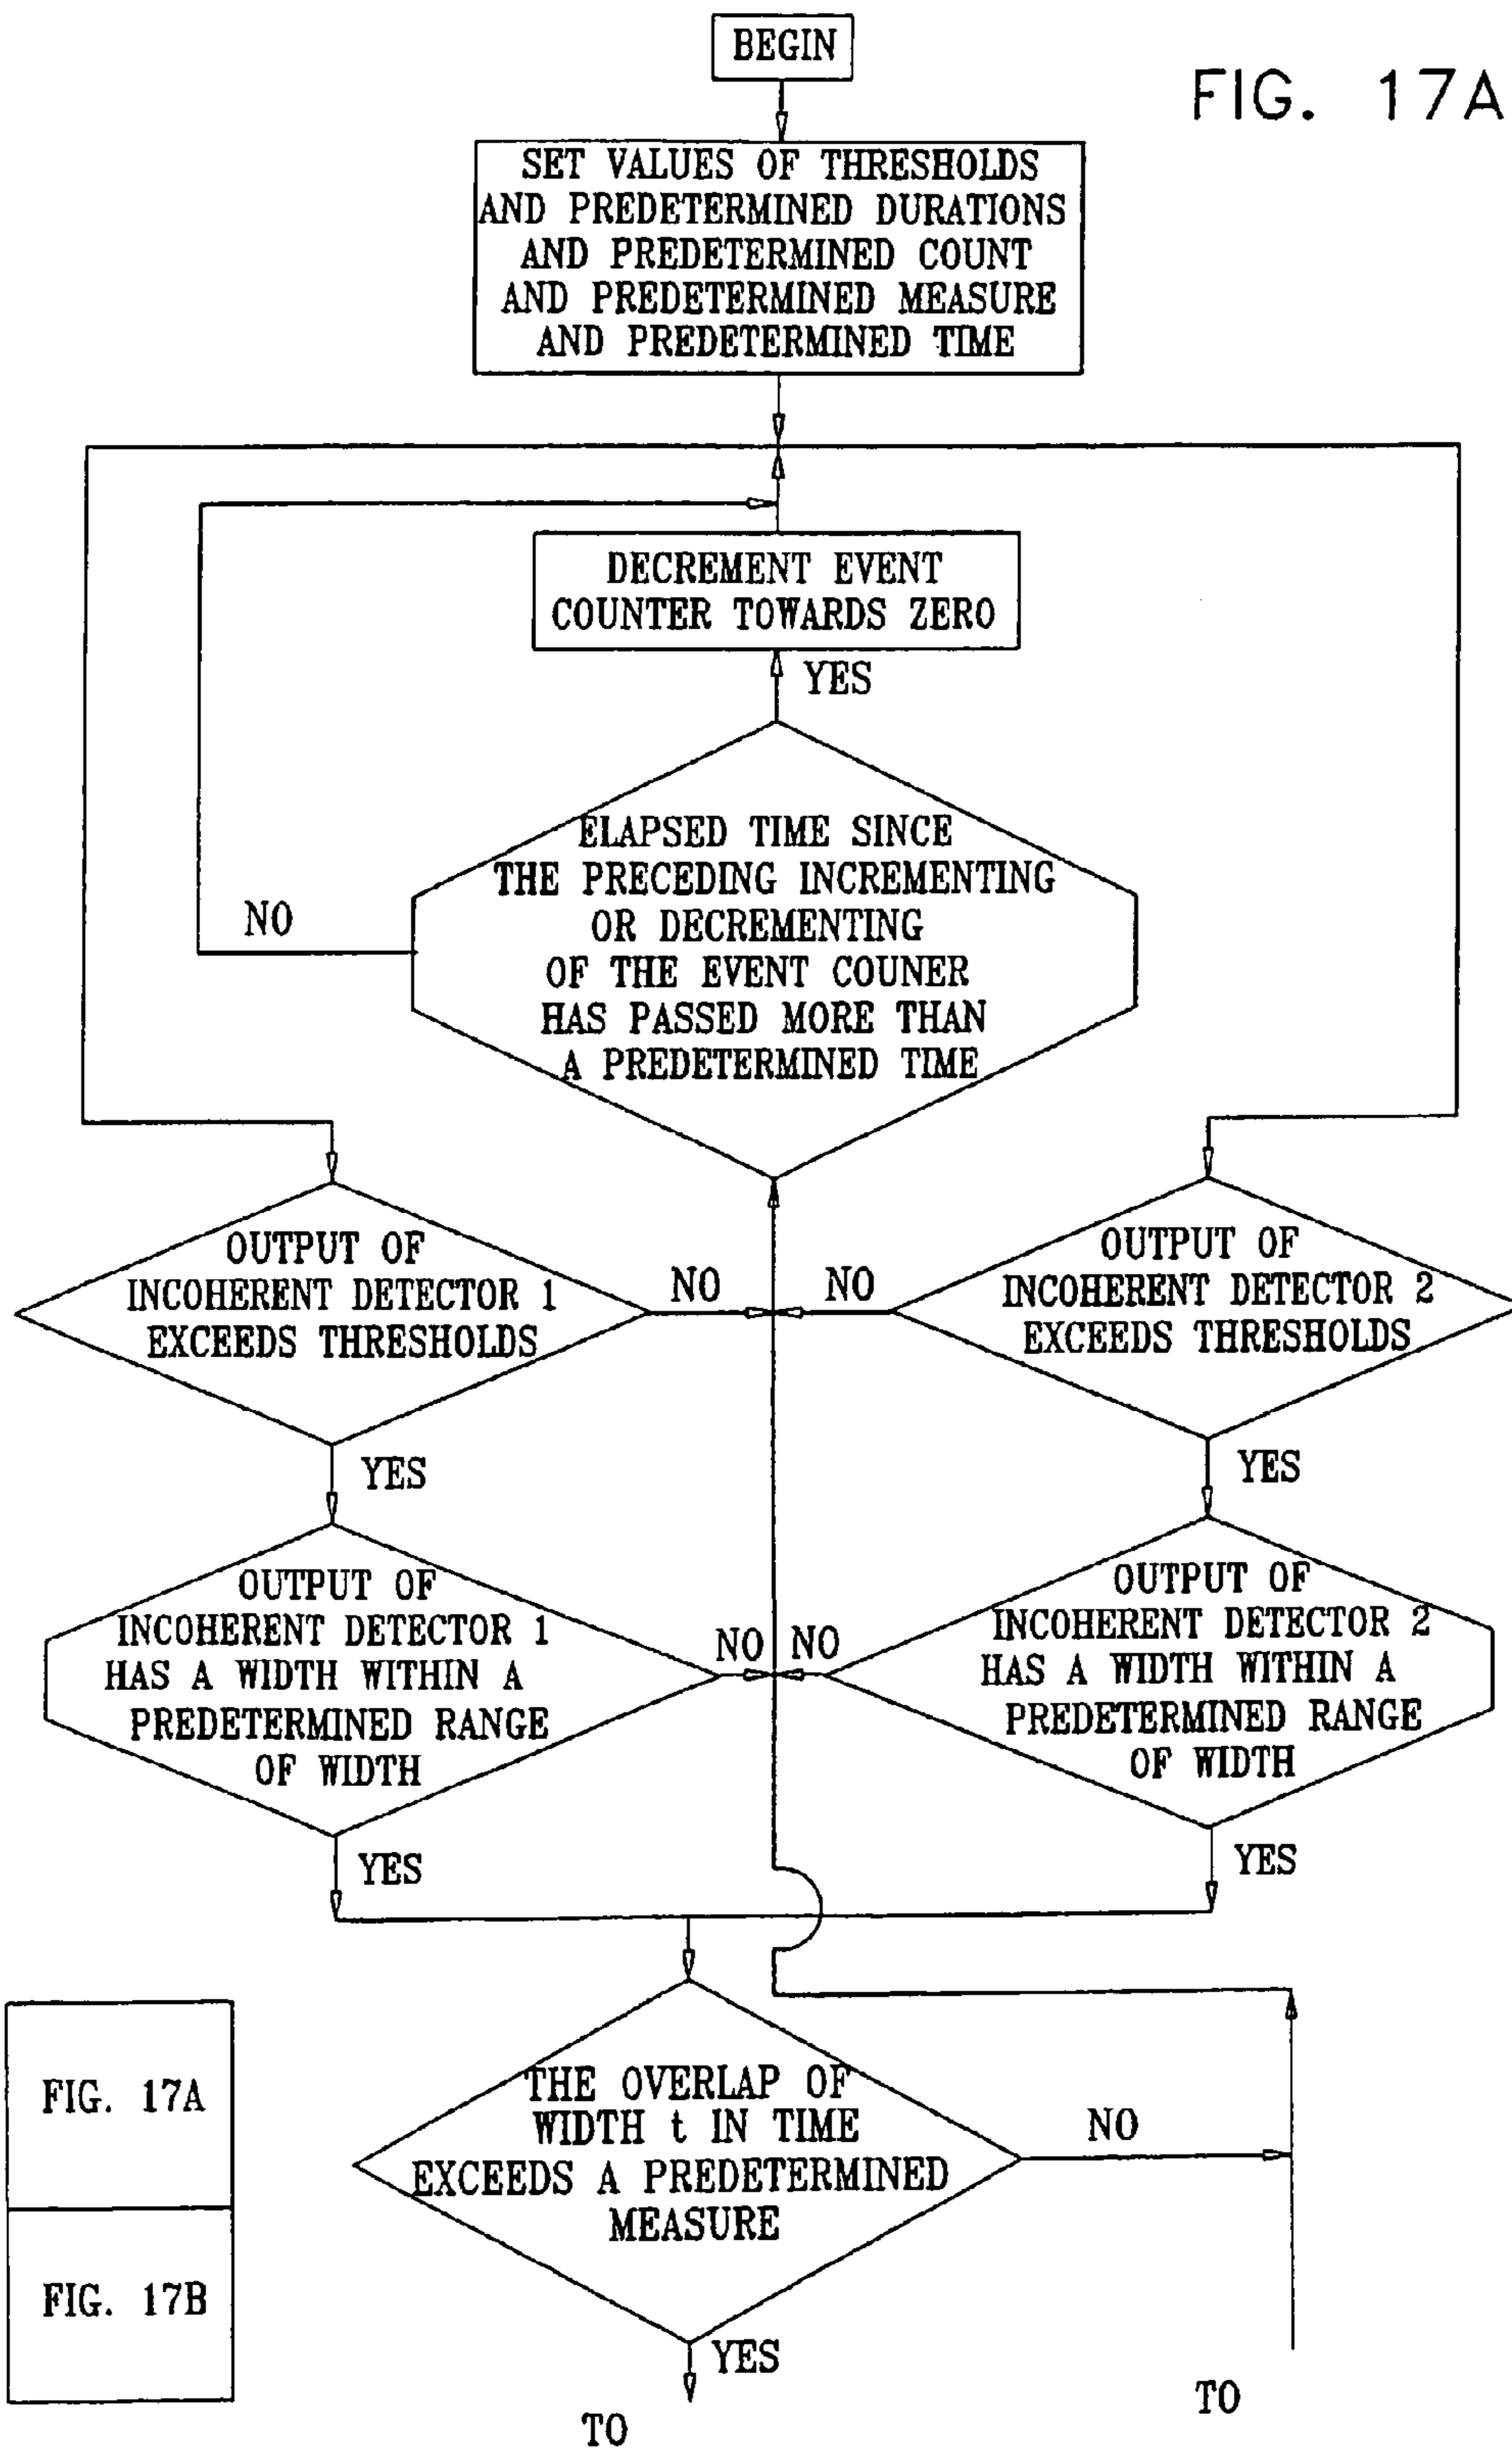 BEGIN
FIG. 17A
SET VALUES OF THRESHOLDS
AND PREDETERMINED DURATIONS
AND PREDETERMINED COUNT
AND PREDETERMINED MEASURE
AND PREDETERMINED TIME
DECREMENT EVENT
COUNTER TOWARDS ZERO
YES
ELAPSED TIME SINCE
THE PRECEDING INCREMENTING
OR DECREMENTING
OF THE EVENT COUNER
HAS PASSED MORE THAN
A PREDETERMINED TIME
NO
OUTPUT OF
INCOHERENT DETECTOR 1
EXCEEDS THRESHOLDS
NO
NO
OUTPUT OF
INCOHERENT DETECTOR 2
EXCEEDS THRESHOLDS
YES
YES
OUTPUT OF
INCOHERENT DETECTOR 1
HAS A WIDTH WITHIN A
PREDETERMINED RANGE
OF WIDTH
NO
NO
OUTPUT OF
INCOHERENT DETECTOR 2
HAS A WIDTH WITHIN A
PREDETERMINED RANGE
OF WIDTH
YES
YES
THE OVERLAP OF
WIDTH t IN TIME
EXCEEDS A PREDETERMINED
MEASURE
NO
YES
TO
TO
FIG. 17A
FIG. 17B